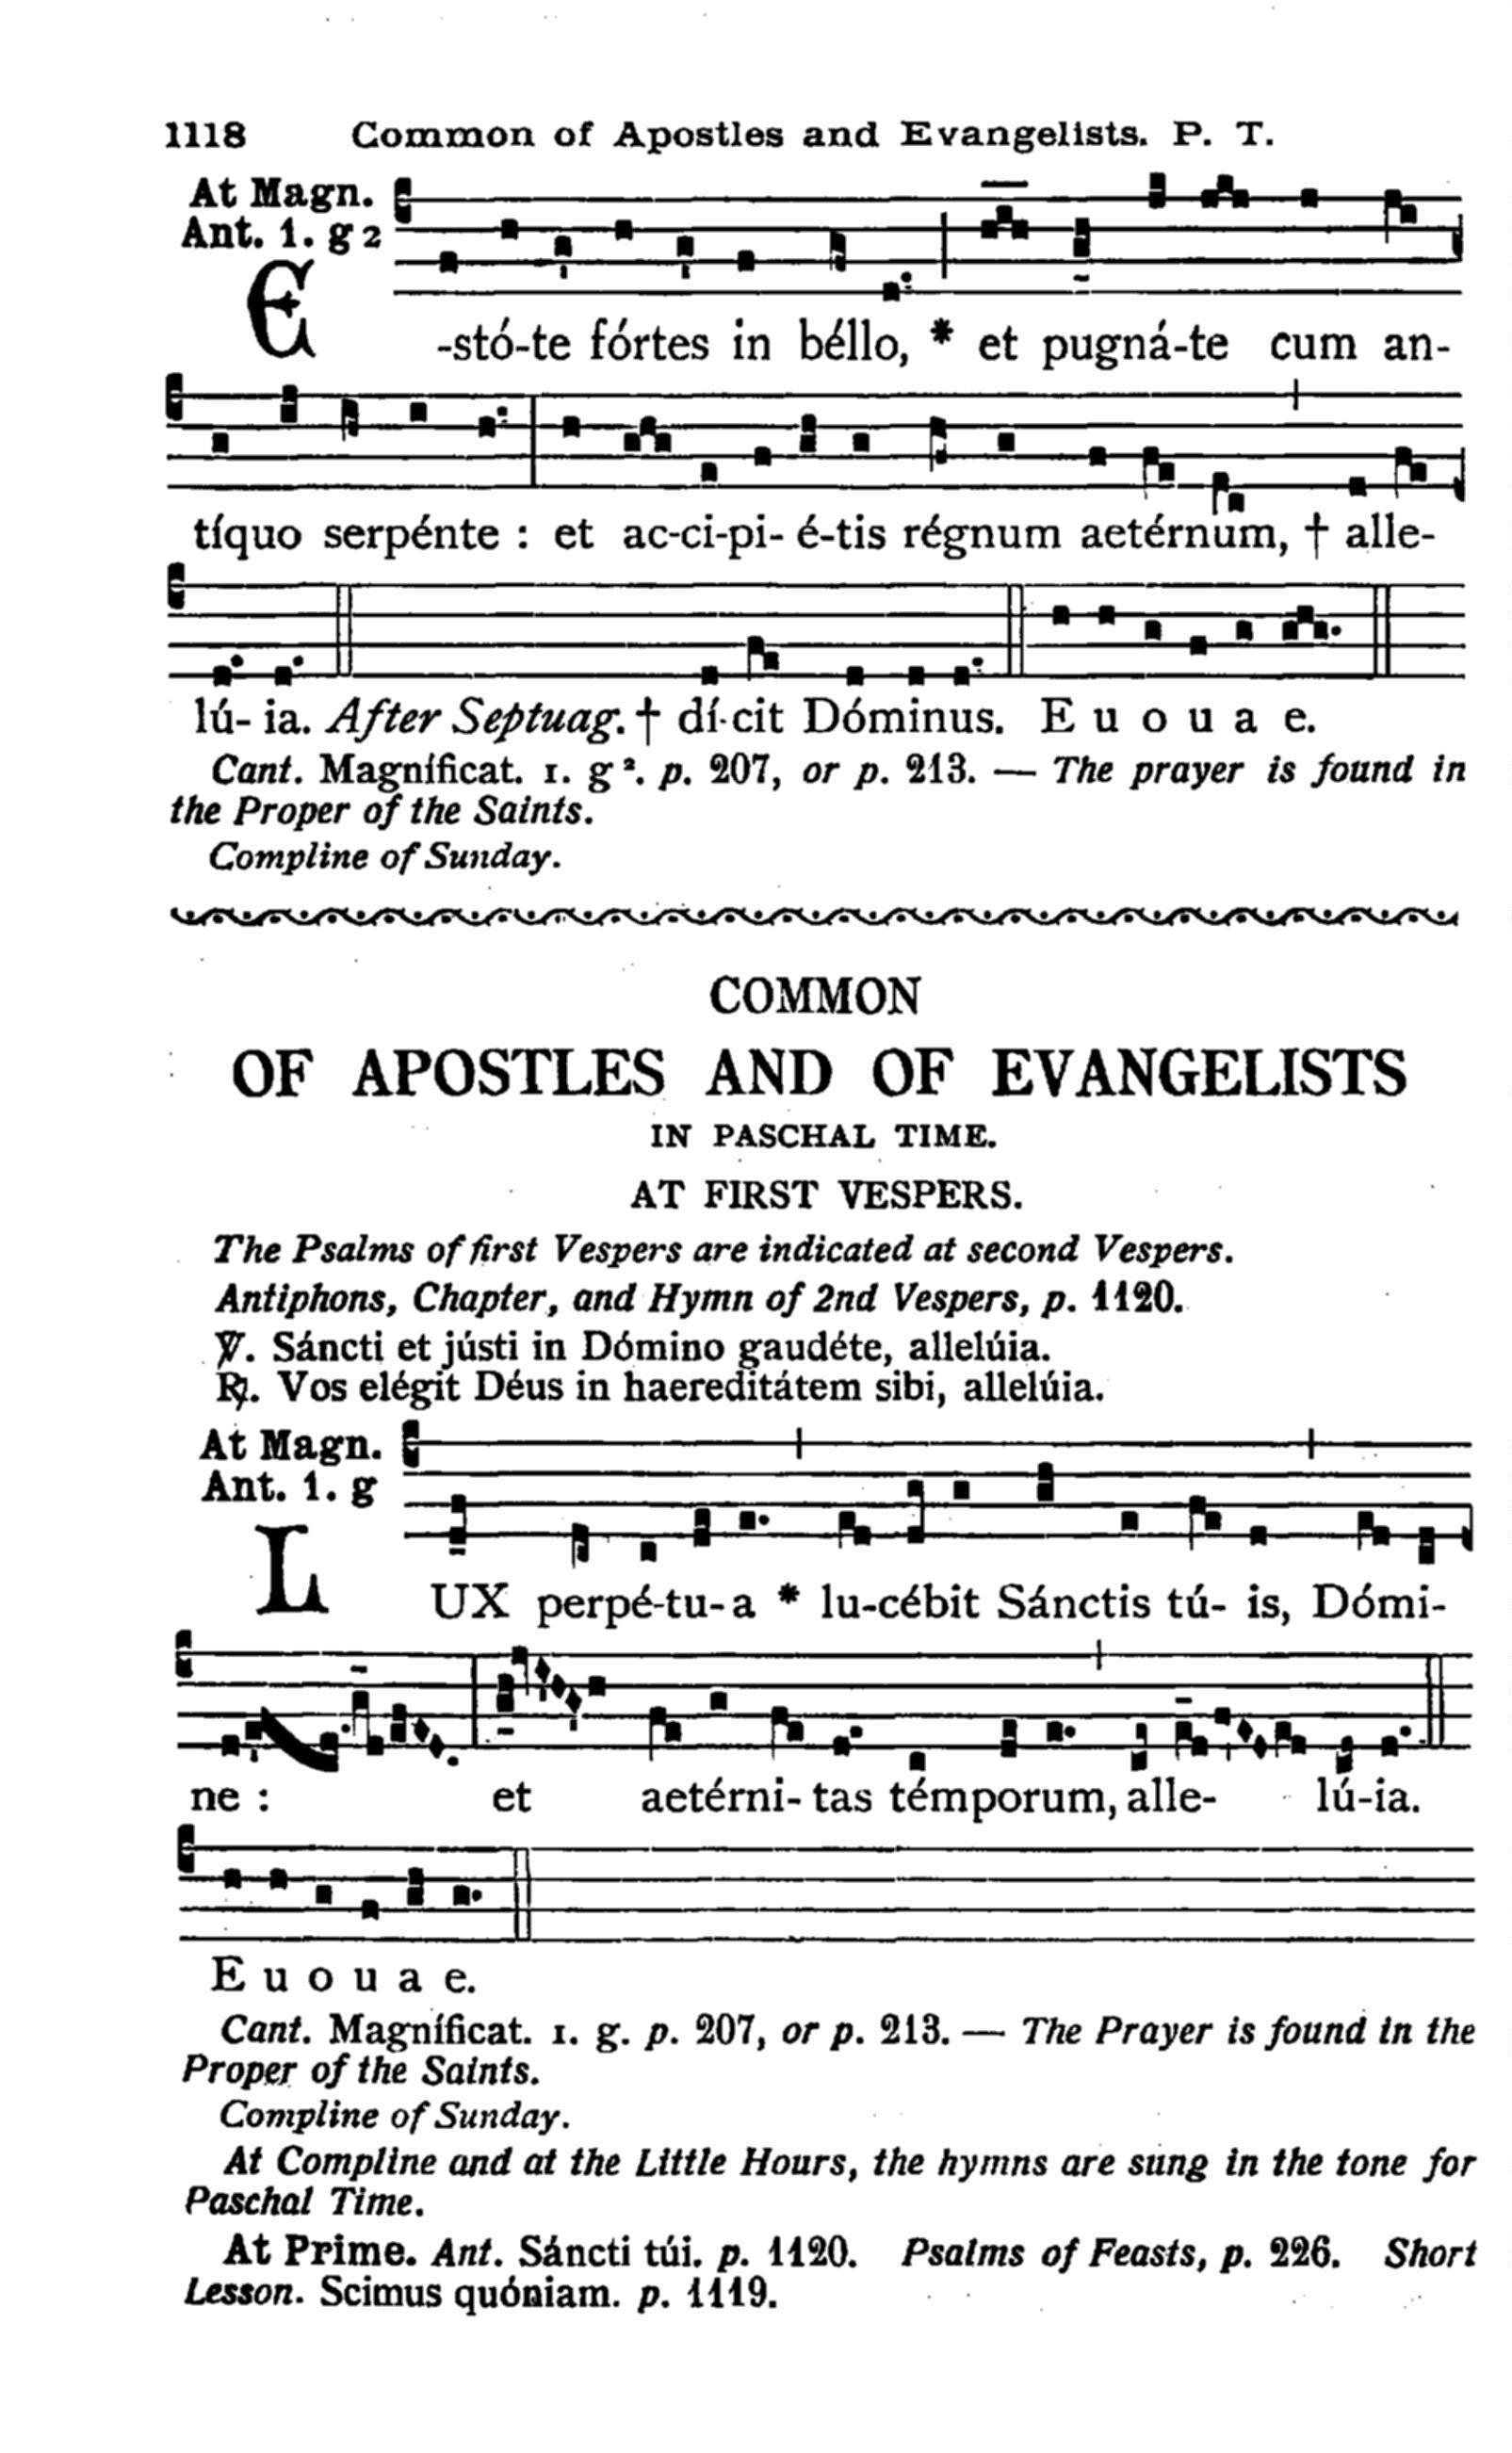 1118 Common of Apostles and Evangelists. P. T.
At Magn.
Ant. 1. g 2
E-stó-te fórtes in béllo, * et pugná-te cum an-
tíquo serpénte : et ac-ci-pi- é-tis régnum aetérnum, † alle-
lú- ia. After Septuag. † dí-cit Dóminus. E u o u a e.
Cant. Magníficat. 1. g ². p. 207, or p. 213. — The prayer is found in
the Proper of the Saints.
Compline of Sunday.
COMMON
OF APOSTLES AND OF EVANGELISTS
IN PASCHAL TIME.
AT FIRST VESPERS.
The Psalms of first Vespers are indicated at second Vespers.
Antiphons, Chapter, and Hymn of 2nd Vespers, p. 1120.
℣. Sáncti et jústi in Dómino gaudéte, allelúia.
℟. Vos elégit Déus in haereditátem sibi, allelúia.
At Magn.
Ant. 1. g
LUX perpé-tu- a * lu-cébit Sánctis tú- is, Dómi-
ne : et aetérni- tas témporum, alle- lú-ia.
E u o u a e.
Cant. Magníficat. 1. g. p. 207, or p. 213. — The Prayer is found in the
Proper of the Saints.
Compline of Sunday.
At Compline and at the Little Hours, the hymns are sung in the tone for
Paschal Time.
At Prime. Ant. Sáncti túi. p. 1120. Psalms of Feasts, p. 226. Short
Lesson. Scimus quóniam. p. 1119.